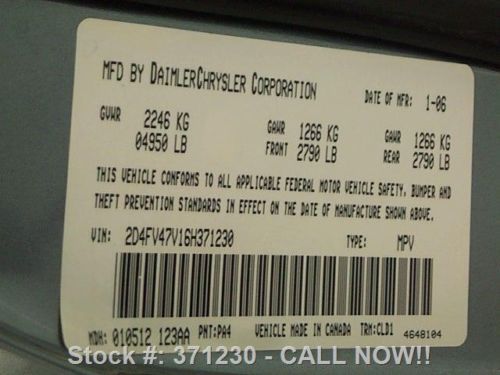 MFD BY DAIMLERCHRYSLER CORPORATION DATE OF MFR: 1-06
GVWR 2246 KG GAWR 1266 KG GAWR 1266 KG
04950 LB FRONT 2790 LB REAR 2790 LB
THIS VEHICLE CONFORMS TO ALL APPLICABLE FEDERAL MOTOR VEHICLE SAFETY, BUMPER AND
THEFT PREVENTION STANDARDS IN EFFECT ON THE DATE OF MANUFACTURE SHOWN ABOVE.
VIN: 2D4FV47V16H371230 TYPE: MPV
MDH: 010512 123AA PNT:PA4 VEHICLE MADE IN CANADA TRM:CLD1 4648104
Stock #: 371230 - CALL NOW!!